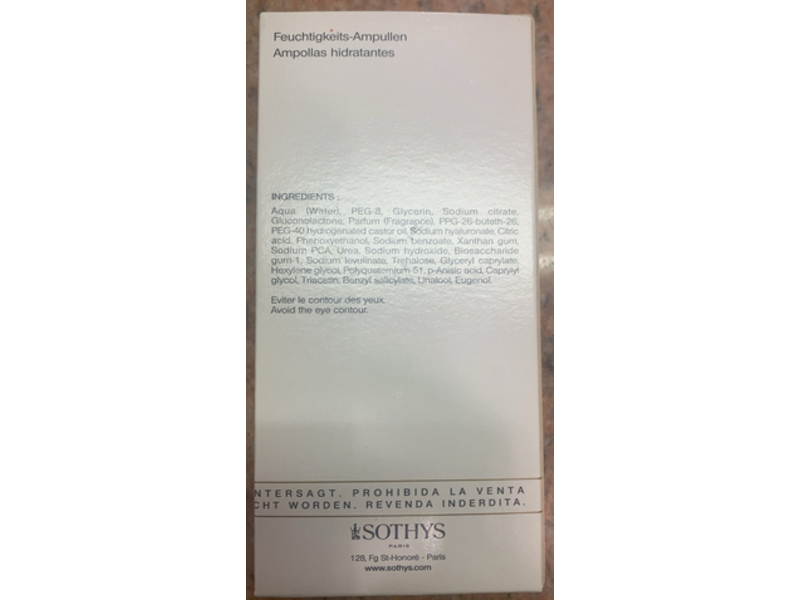 Feuchtigkeits-Ampullen
Ampollas hidratantes
INGREDIENTS :
Aqua (Water), PEG-8, Glycerin, Sodium citrate,
Gluconolactone, Parfum (Fragrance), PPG-26-buteth-26,
PEG-40 hydrogenated castor oil, Sodium hyaluronate, Citric
acid, Phenoxyethanol, Sodium benzoate, Xanthan gum,
Sodium PCA, Urea, Sodium hydroxide, Biosaccharide
gum-1, Sodium levulinate, Trehalose, Glyceryl caprylate,
Hexylene glycol, Polyquaternium-51, p-Anisic acid, Caprylyl
glycol, Triacetin, Benzyl salicylate, Linalool, Eugenol.
Eviter le contour des yeux.
Avoid the eye contour.
NTERSAGT. PROHIBIDA LA VENTA
CHT WORDEN. REVENDA INDERDITA.
SOTHYS
PARIS
128, Fg St-Honoré - Paris
www.sothys.com